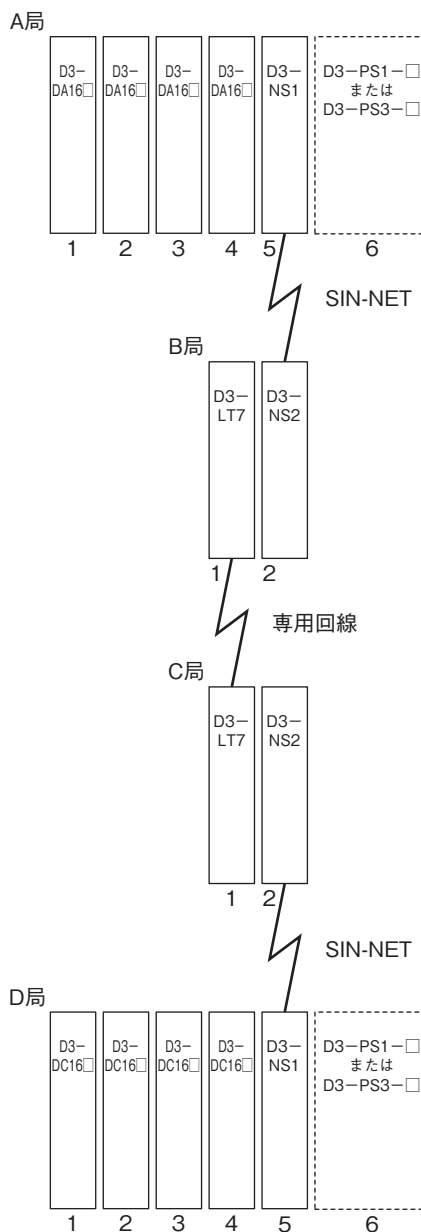 A局
D3−
DA16□
D3−
DA16□
D3−
DA16□
D3−
DA16□
D3−
NS1
D3−PS1−□
または
D3−PS3−□
1 2 3 4 5 6
SIN-NET
B局
D3−
LT7
D3−
NS2
1 2
専用回線
C局
D3−
LT7
D3−
NS2
1 2
SIN-NET
D局
D3−
DC16□
D3−
DC16□
D3−
DC16□
D3−
DC16□
D3−
NS1
D3−PS1−□
または
D3−PS3−□
1 2 3 4 5 6